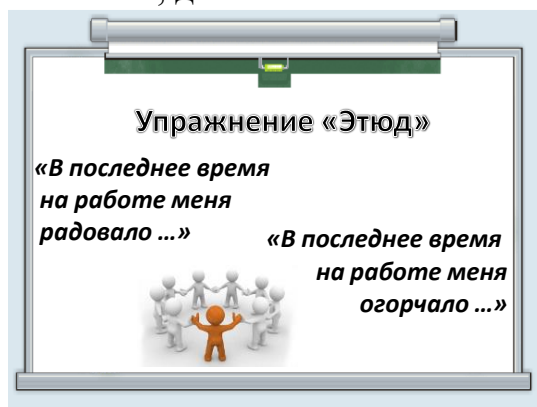 Упражнение «Этюд»
«В последнее время
на работе меня
радовало ...»
«В последнее время
на работе меня
огорчало ...»